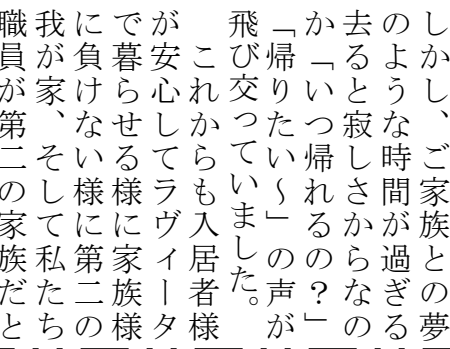 しかし、ご家族との夢
のような時間が過ぎる
去ると寂しさからなの
か「いつ帰れるの？」
「帰りたい～」の声が
飛び交っていました。
これからも入居者様
が安心してラヴィータ
で暮らせる様に家族様
に負けない様に第二の
我が家、そして私たち
職員が第二の家族だと